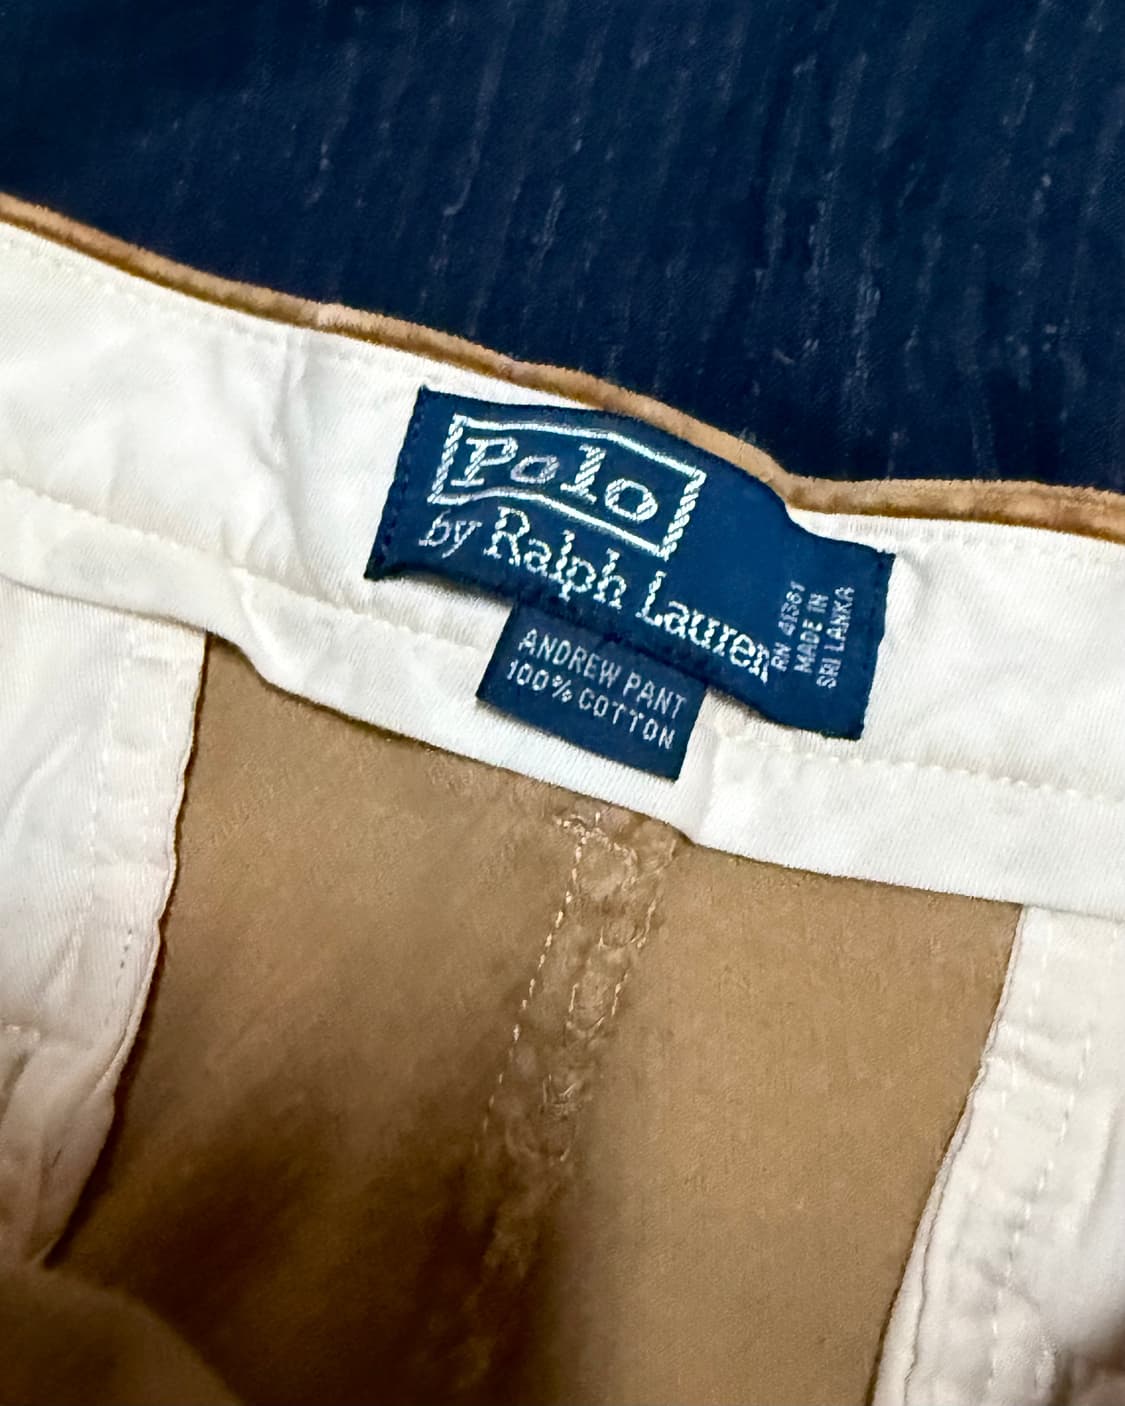 Polo
by Ralph Lauren
RN 41381
MADE IN
SRI LANKA
ANDREW PANT
100% COTTON